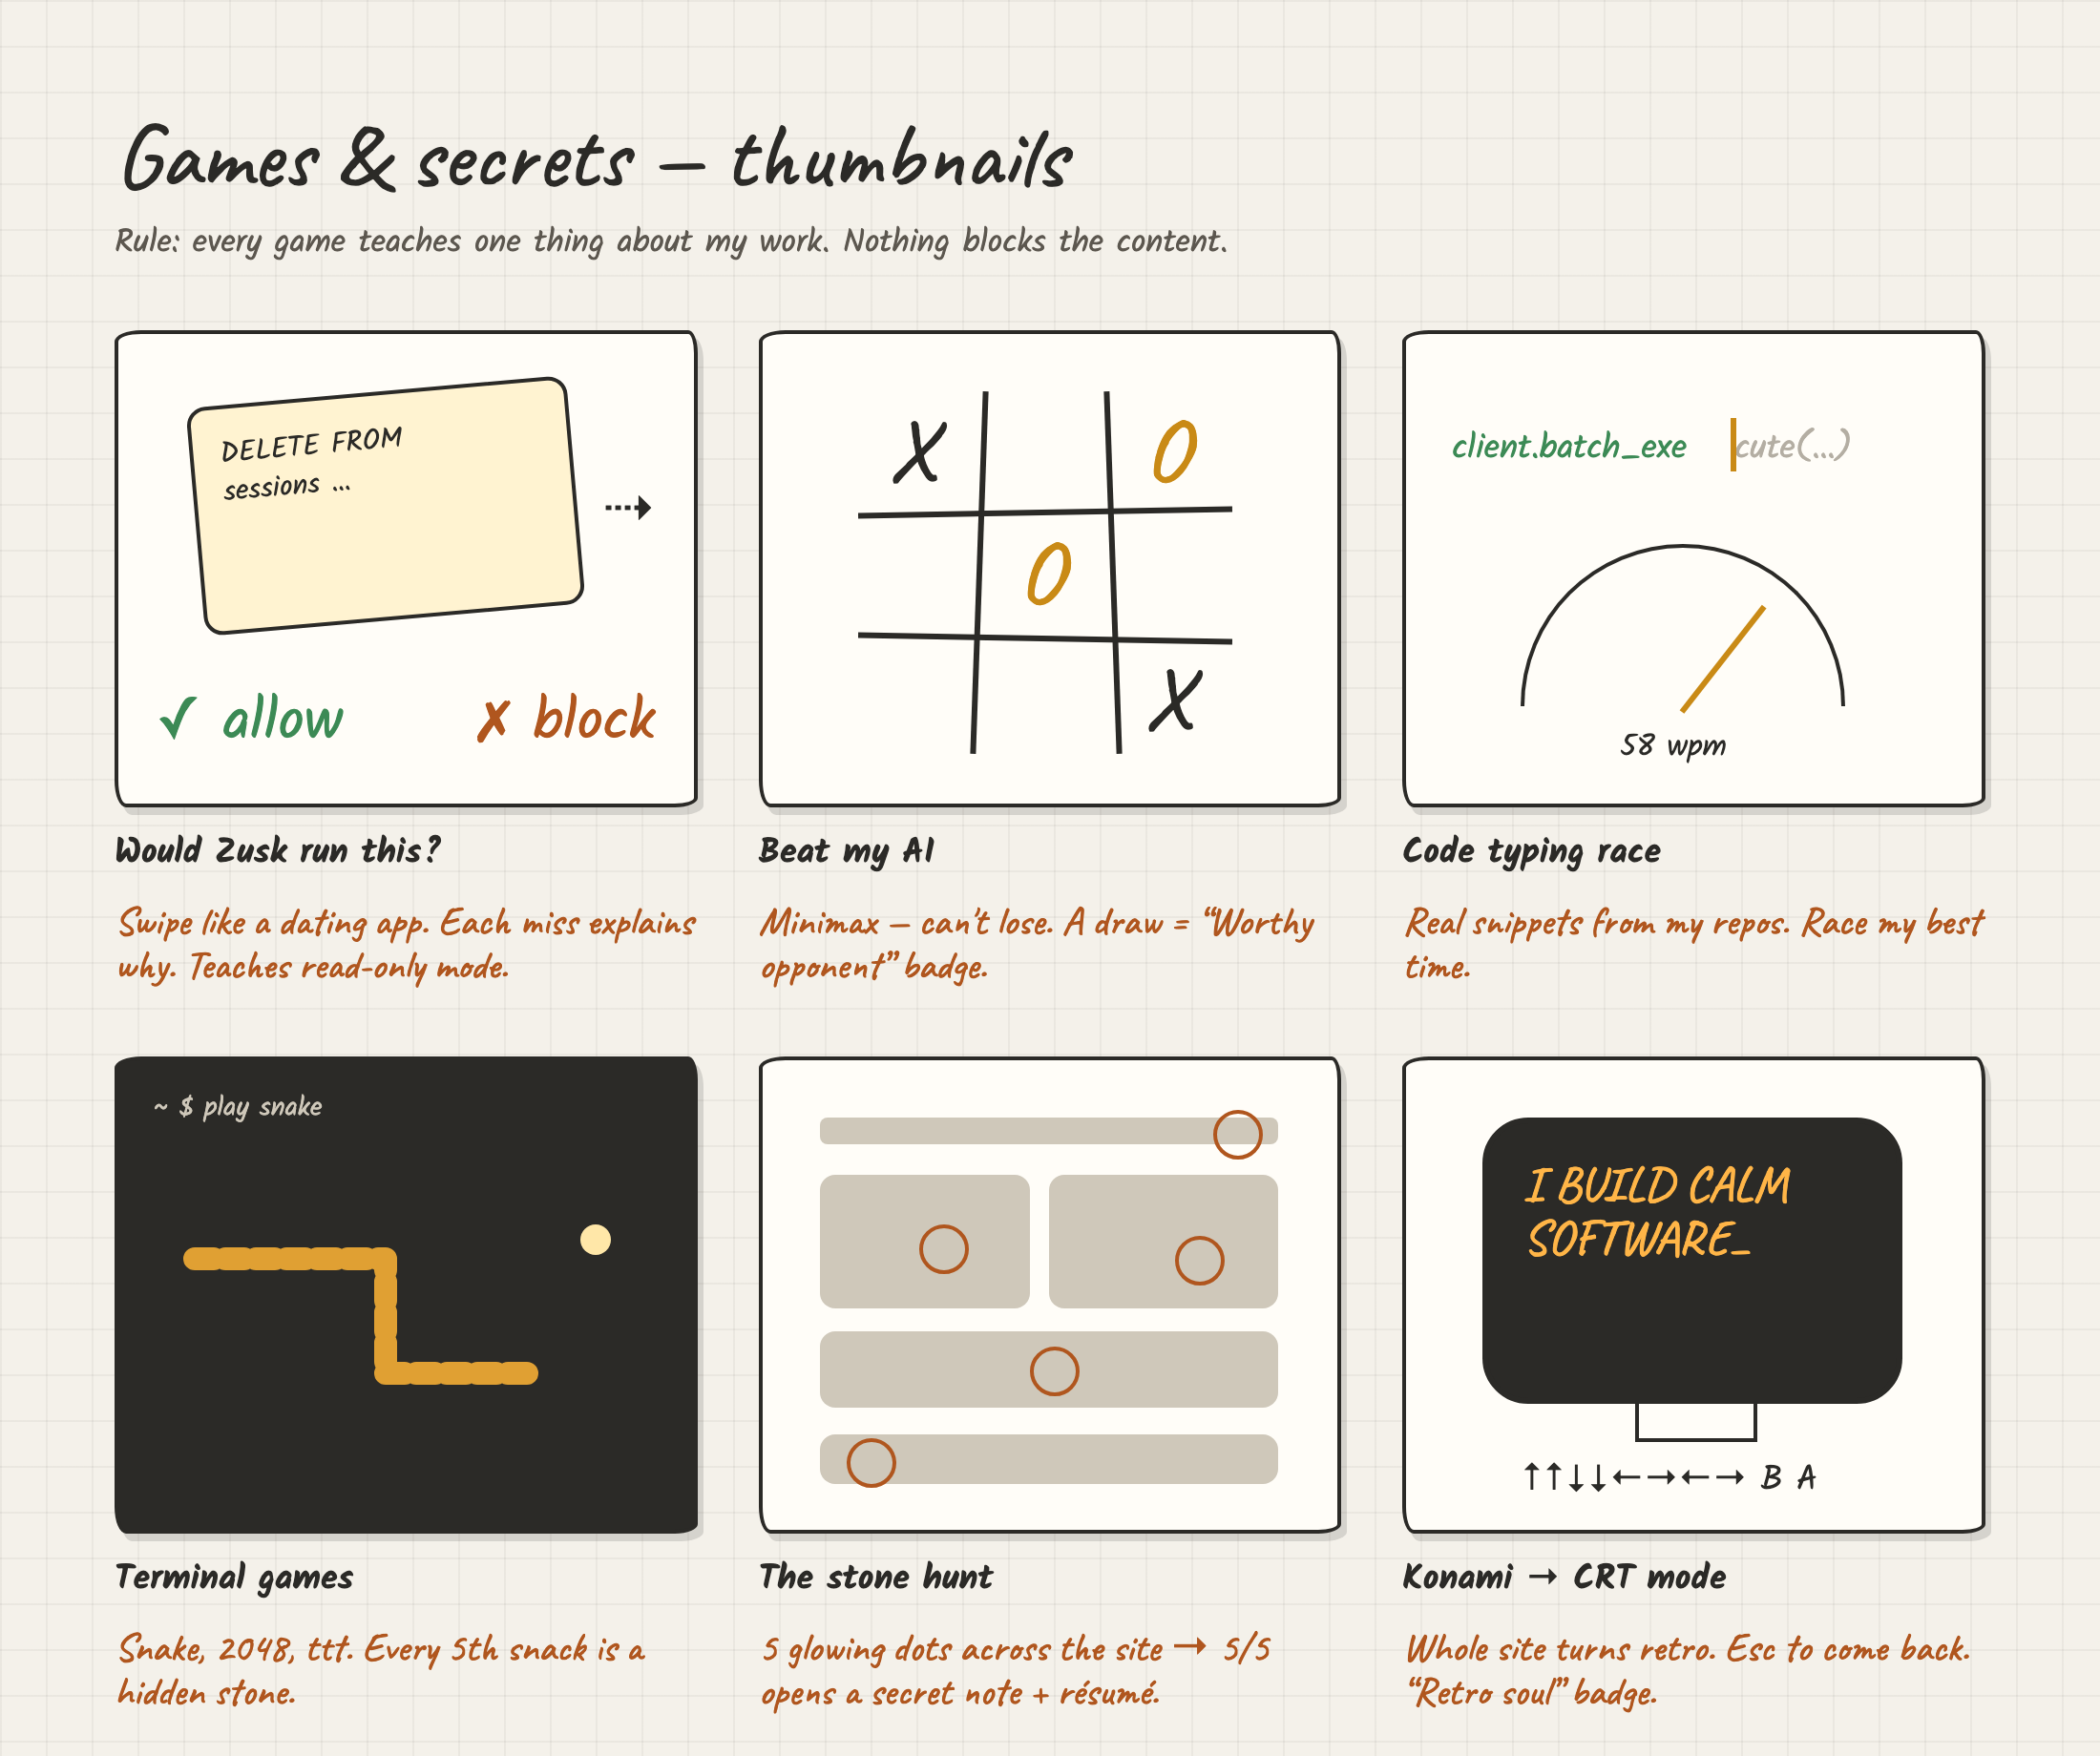 Games & secrets — thumbnails
Rule: every game teaches one thing about my work. Nothing blocks the content.
DELETE FROM
sessions ...
✓ allow
✗ block
Would Zusk run this?
Swipe like a dating app. Each miss explains
why. Teaches read-only mode.
X
O
O
X
Beat my AI
Minimax — can't lose. A draw = “Worthy
opponent” badge.
client.batch_exe cute(...)
58 wpm
Code typing race
Real snippets from my repos. Race my best
time.
~ $ play snake
Terminal games
Snake, 2048, ttt. Every 5th snack is a
hidden stone.
The stone hunt
5 glowing dots across the site → 5/5
opens a secret note + résumé.
I BUILD CALM
SOFTWARE_
↑↑↓↓←→←→ B A
Konami → CRT mode
Whole site turns retro. Esc to come back.
“Retro soul” badge.